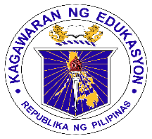 KAGAWARAN NG EDUKASYON
REPUBLIKA NG PILIPINAS